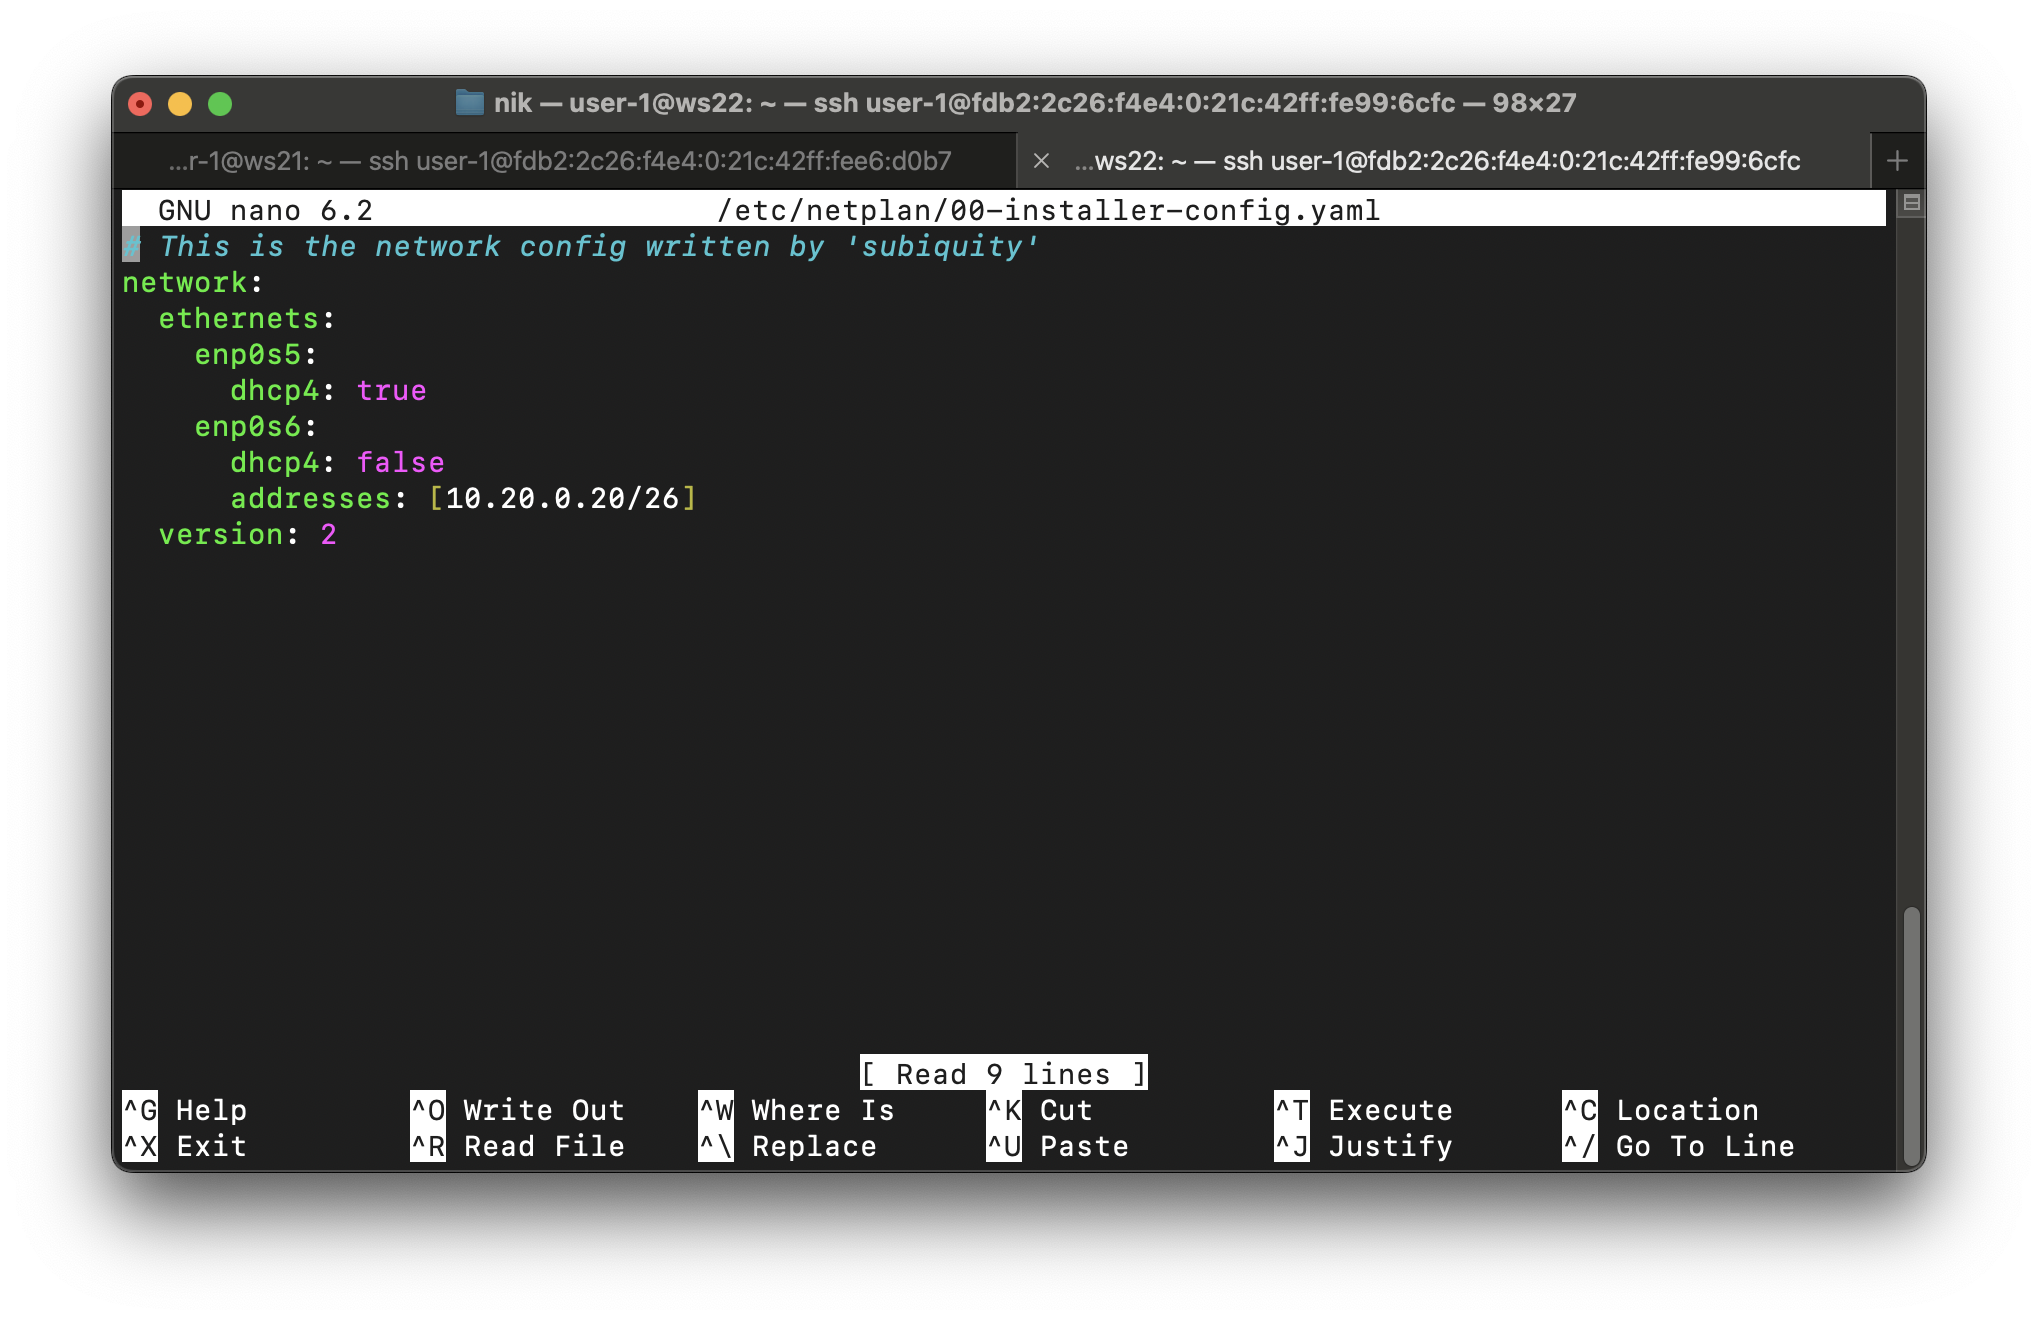 nik — user-1@ws22: ~ — ssh user-1@fdb2:2c26:f4e4:0:21c:42ff:fe99:6cfc — 98×27
...r-1@ws21: ~ — ssh user-1@fdb2:2c26:f4e4:0:21c:42ff:fee6:d0b7
...ws22: ~ — ssh user-1@fdb2:2c26:f4e4:0:21c:42ff:fe99:6cfc
GNU nano 6.2 /etc/netplan/00-installer-config.yaml
# This is the network config written by 'subiquity'
network:
  ethernets:
    enp0s5:
      dhcp4: true
    enp0s6:
      dhcp4: false
      addresses: [10.20.0.20/26]
  version: 2
[ Read 9 lines ]
^G Help ^O Write Out ^W Where Is ^K Cut ^T Execute ^C Location
^X Exit ^R Read File ^\ Replace ^U Paste ^J Justify ^/ Go To Line